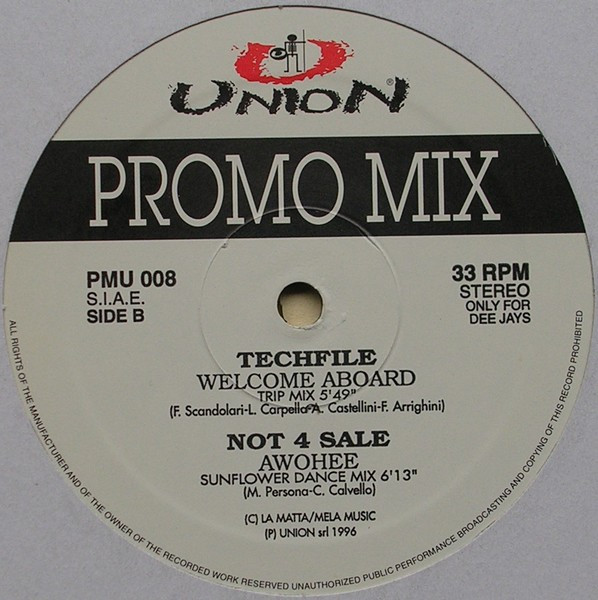 UNION®
PROMO MIX
PMU 008
S.I.A.E.
SIDE B
33 RPM
STEREO
ONLY FOR
DEE JAYS
TECHFILE
WELCOME ABOARD
TRIP MIX 5'49"
(F. Scandolari-L. Carpella-A. Castellini-F. Arrighini)
NOT 4 SALE
AWOHEE
SUNFLOWER DANCE MIX 6'13"
(M. Persona-C. Calvello)
(C) LA MATTA/MELA MUSIC
(P) UNION srl 1996
ALL RIGHTS OF THE MANUFACTURER AND OF THE OWNER OF THE RECORDED WORK RESERVED UNAUTHORIZED PUBLIC PERFORMANCE BROADCASTING AND COPYING OF THIS RECORD PROHIBITED